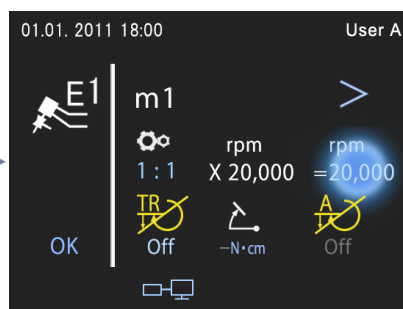 01.01. 2011 18:00 User A
E1 m1 >
rpm rpm
1 : 1 X 20,000 =20,000
TR A
OK Off –N·cm Off